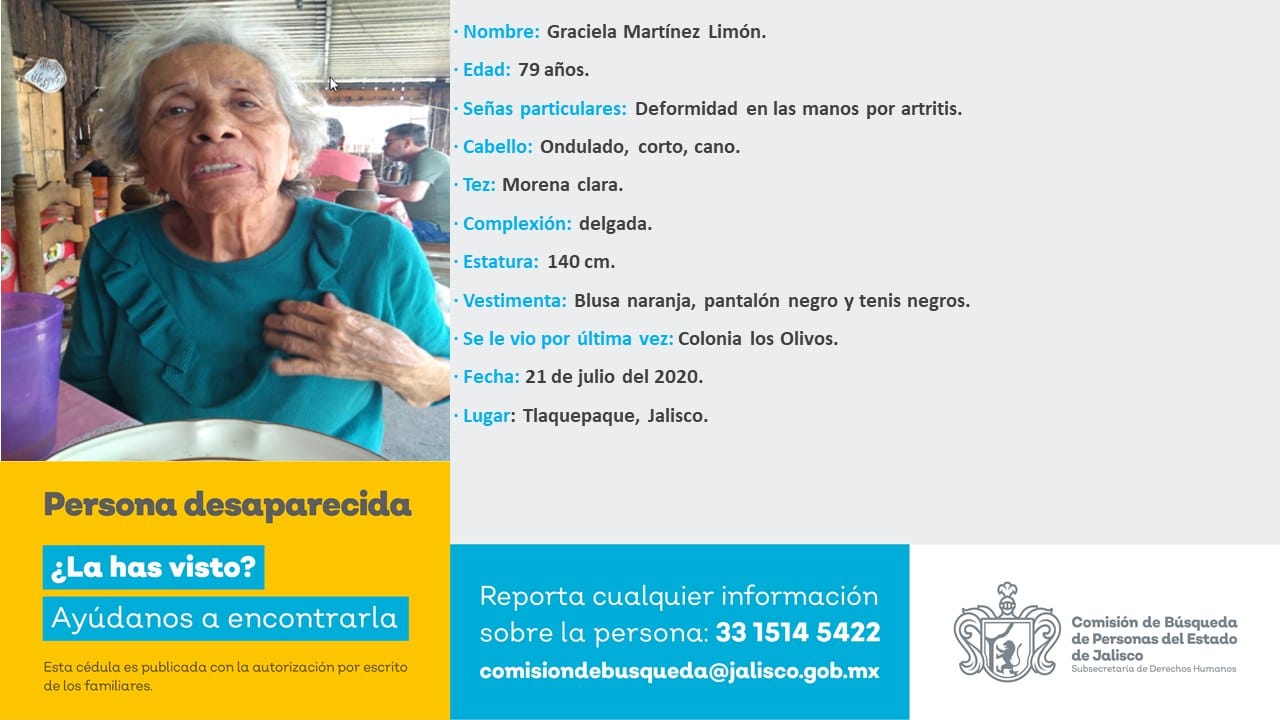 · Nombre: Graciela Martínez Limón.
· Edad: 79 años.
· Señas particulares: Deformidad en las manos por artritis.
· Cabello: Ondulado, corto, cano.
· Tez: Morena clara.
· Complexión: delgada.
· Estatura: 140 cm.
· Vestimenta: Blusa naranja, pantalón negro y tenis negros.
· Se le vio por última vez: Colonia los Olivos.
· Fecha: 21 de julio del 2020.
· Lugar: Tlaquepaque, Jalisco.
Persona desaparecida
¿La has visto?
Ayúdanos a encontrarla
Esta cédula es publicada con la autorización por escrito
de los familiares.
Reporta cualquier información
sobre la persona: 33 1514 5422
comisiondebusqueda@jalisco.gob.mx
Comisión de Búsqueda
de Personas del Estado
de Jalisco
Subsecretaría de Derechos Humanos